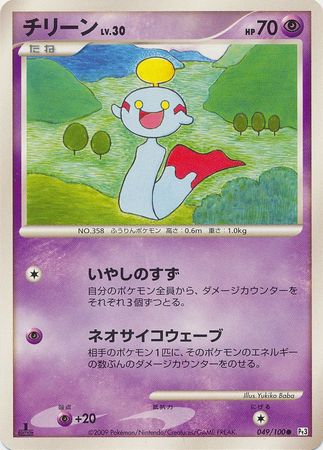 チリーン LV.30 HP 70
たね
NO.358 ふうりんポケモン 高さ：0.6m 重さ：1.0kg
いやしのすず
自分のポケモン全員から、ダメージカウンターを
それぞれ3個ずつとる。
ネオサイコウェーブ
相手のポケモン1匹に、そのポケモンのエネルギー
の数ぶんのダメージカウンターをのせる。
Illus.Yukiko Baba
弱点 抵抗力 にげる
+20
1 EDITION ©2009 Pokémon/Nintendo/Creatures/GAME FREAK. 049/100 ● Pt3